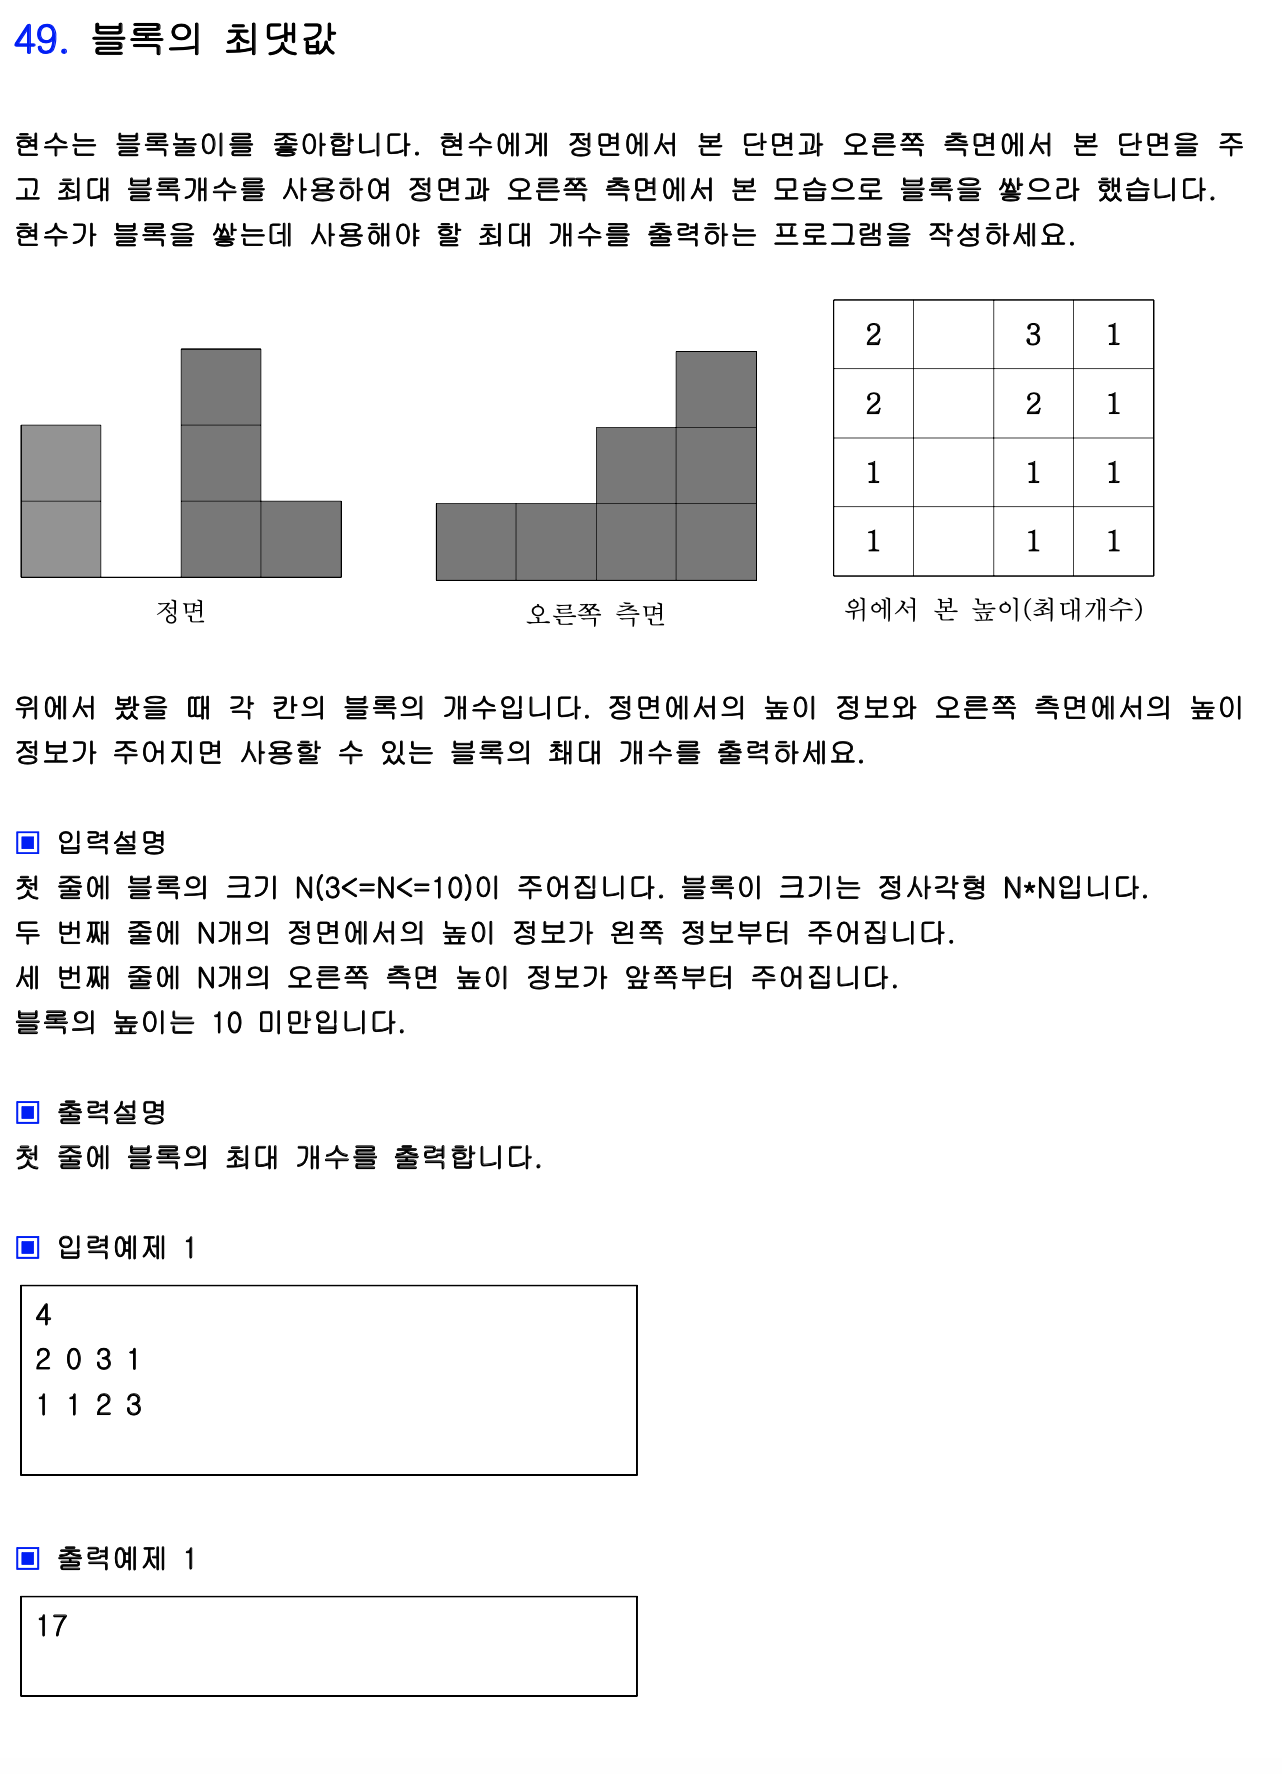 49. 블록의 최댓값
현수는 블록놀이를 좋아합니다. 현수에게 정면에서 본 단면과 오른쪽 측면에서 본 단면을 주
고 최대 블록개수를 사용하여 정면과 오른쪽 측면에서 본 모습으로 블록을 쌓으라 했습니다.
현수가 블록을 쌓는데 사용해야 할 최대 개수를 출력하는 프로그램을 작성하세요.
2 3 1
2 2 1
1 1 1
1 1 1
정면
오른쪽 측면
위에서 본 높이(최대개수)
위에서 봤을 때 각 칸의 블록의 개수입니다. 정면에서의 높이 정보와 오른쪽 측면에서의 높이
정보가 주어지면 사용할 수 있는 블록의 쵀대 개수를 출력하세요.
▣ 입력설명
첫 줄에 블록의 크기 N(3<=N<=10)이 주어집니다. 블록이 크기는 정사각형 N*N입니다.
두 번째 줄에 N개의 정면에서의 높이 정보가 왼쪽 정보부터 주어집니다.
세 번째 줄에 N개의 오른쪽 측면 높이 정보가 앞쪽부터 주어집니다.
블록의 높이는 10 미만입니다.
▣ 출력설명
첫 줄에 블록의 최대 개수를 출력합니다.
▣ 입력예제 1
4
2 0 3 1
1 1 2 3
▣ 출력예제 1
17